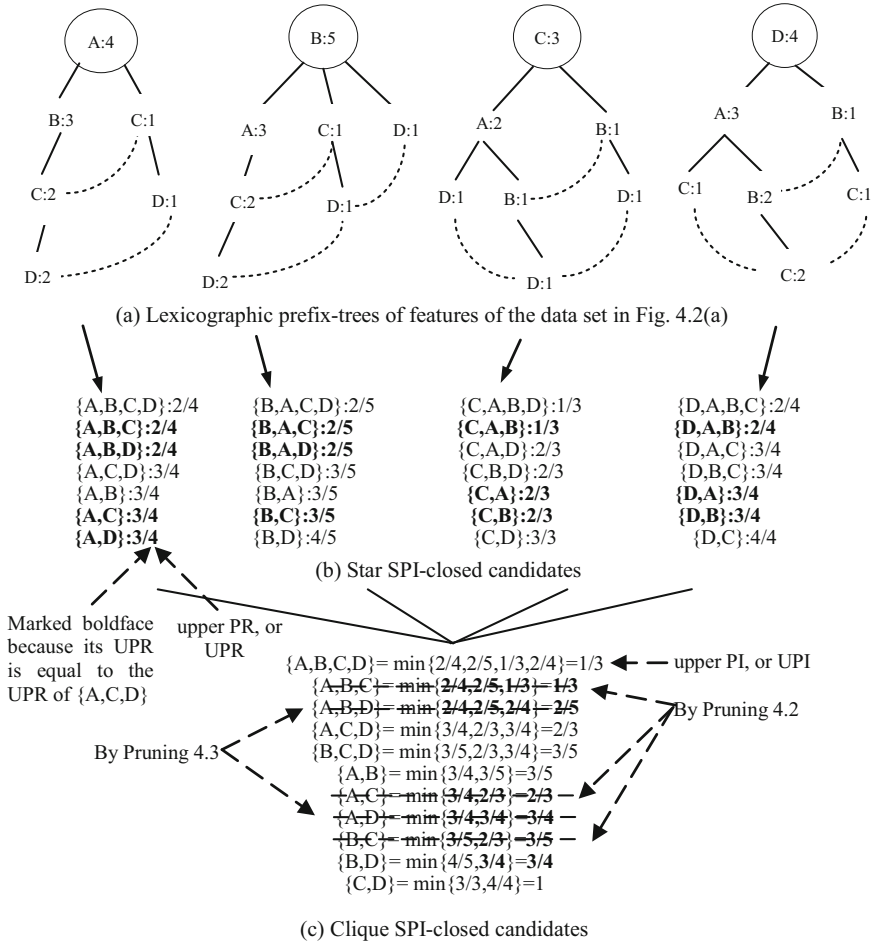 A:4 B:5 C:3 D:4
B:3 C:1 A:3 C:1 D:1 A:2 B:1 A:3 B:1
C:2 D:1 C:2 D:1 D:1 B:1 D:1 C:1 B:2 C:1
D:2 D:2 D:1 C:2
(a) Lexicographic prefix-trees of features of the data set in Fig. 4.2(a)
{A,B,C,D}:2/4 {B,A,C,D}:2/5 {C,A,B,D}:1/3 {D,A,B,C}:2/4
{A,B,C}:2/4 {B,A,C}:2/5 {C,A,B}:1/3 {D,A,B}:2/4
{A,B,D}:2/4 {B,A,D}:2/5 {C,A,D}:2/3 {D,A,C}:3/4
{A,C,D}:3/4 {B,C,D}:3/5 {C,B,D}:2/3 {D,B,C}:3/4
{A,B}:3/4 {B,A}:3/5 {C,A}:2/3 {D,A}:3/4
{A,C}:3/4 {B,C}:3/5 {C,B}:2/3 {D,B}:3/4
{A,D}:3/4 {B,D}:4/5 {C,D}:3/3 {D,C}:4/4
(b) Star SPI-closed candidates
Marked boldface
because its UPR
is equal to the
UPR of {A,C,D}
upper PR, or
UPR
{A,B,C,D}= min{2/4,2/5,1/3,2/4}=1/3
upper PI, or UPI
{A,B,C}= min{2/4,2/5,1/3}=1/3
{A,B,D}= min{2/4,2/5,2/4}=2/5
By Pruning 4.2
{A,C,D}= min{3/4,2/3,3/4}=2/3
By Pruning 4.3
{B,C,D}= min{3/5,2/3,3/4}=3/5
{A,B}= min{3/4,3/5}=3/5
{A,C}= min{3/4,2/3}=2/3
{A,D}= min{3/4,3/4}=3/4
{B,C}= min{3/5,2/3}=3/5
{B,D}= min{4/5,3/4}=3/4
{C,D}= min{3/3,4/4}=1
(c) Clique SPI-closed candidates